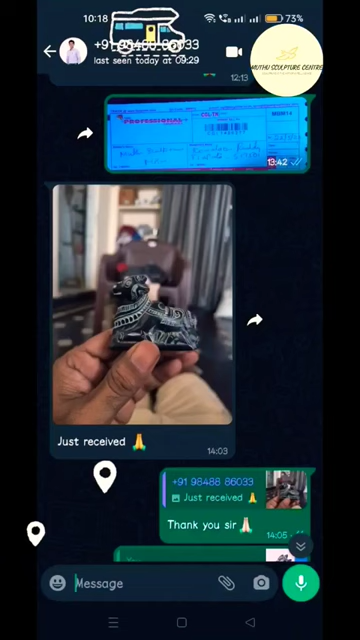 10:18
73%
+91 98488 86033
last seen today at 09:29
MUTHU SCULPTURE CENTRE
12:13
PROFESSIONAL
13:42
Just received 🙏
14:03
+91 98488 86033
Just received 🙏
Thank you sir 🙏🏻
14:05
You
Message